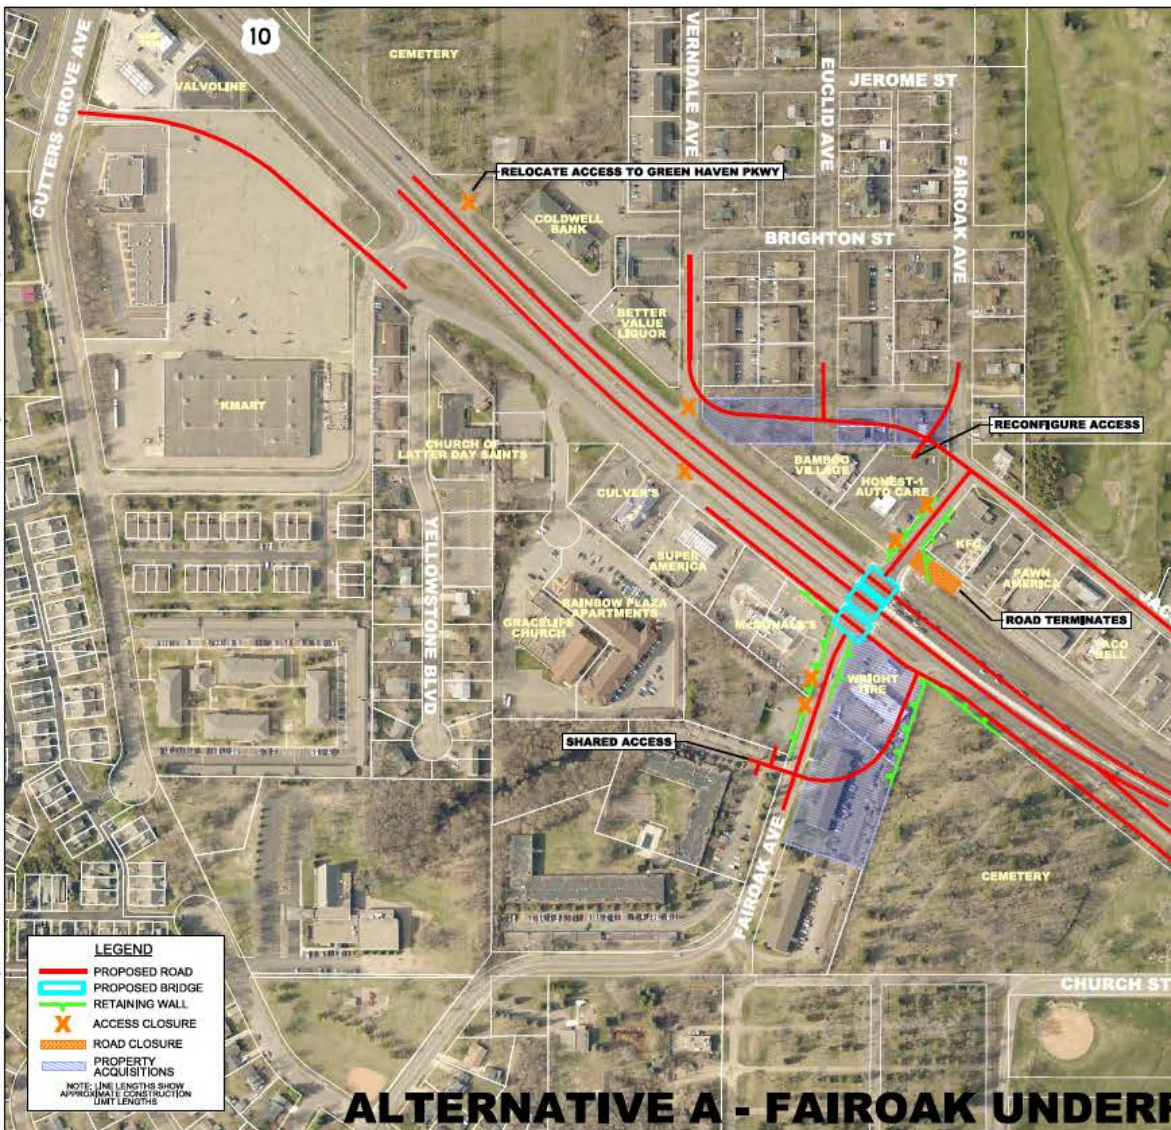 10
CUTTERS GROVE AVE
VALVOLINE
CEMETERY
VERNDALE AVE
EUCLID AVE
JEROME ST
FAIROAK AVE
RELOCATE ACCESS TO GREEN HAVEN PKWY
COLDWELL
BANK
BRIGHTON ST
BETTER
VALUE
LIQUOR
KMART
CHURCH OF
LATTER DAY SAINTS
RECONFIGURE ACCESS
BAMBOO
VILLAGE
HONEST-1
AUTO CARE
CULVER'S
SUPER
AMERICA
YELLOWSTONE BLVD
KFC
PAWN
AMERICA
RAINBOW PLAZA
APARTMENTS
GRACELIFE
CHURCH
McDONALD'S
ROAD TERMINATES
TACO
BELL
WRIGHT
TIRE
SHARED ACCESS
FAIROAK AVE
CEMETERY
CHURCH ST
LEGEND
PROPOSED ROAD
PROPOSED BRIDGE
RETAINING WALL
ACCESS CLOSURE
ROAD CLOSURE
PROPERTY
ACQUISITIONS
NOTE: LINE LENGTHS SHOW
APPROXIMATE CONSTRUCTION
LIMIT LENGTHS
ALTERNATIVE A - FAIROAK UNDER